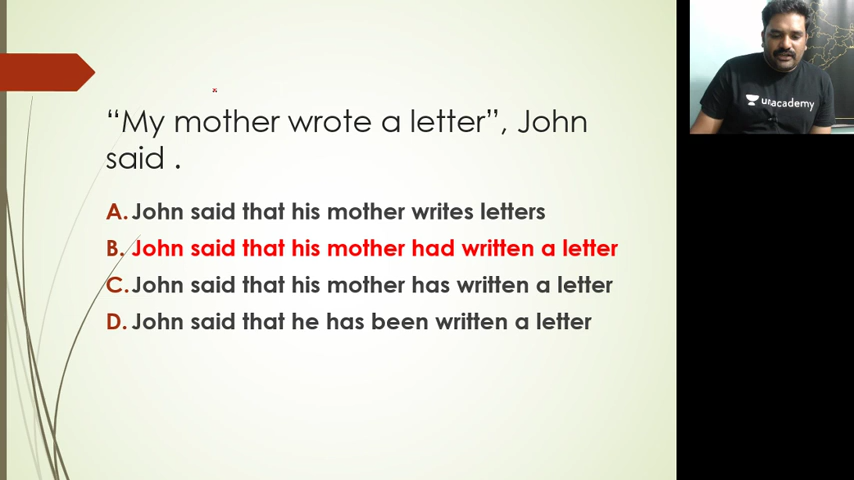 “My mother wrote a letter”, John
said .
A. John said that his mother writes letters
B. John said that his mother had written a letter
C. John said that his mother has written a letter
D. John said that he has been written a letter
unacademy